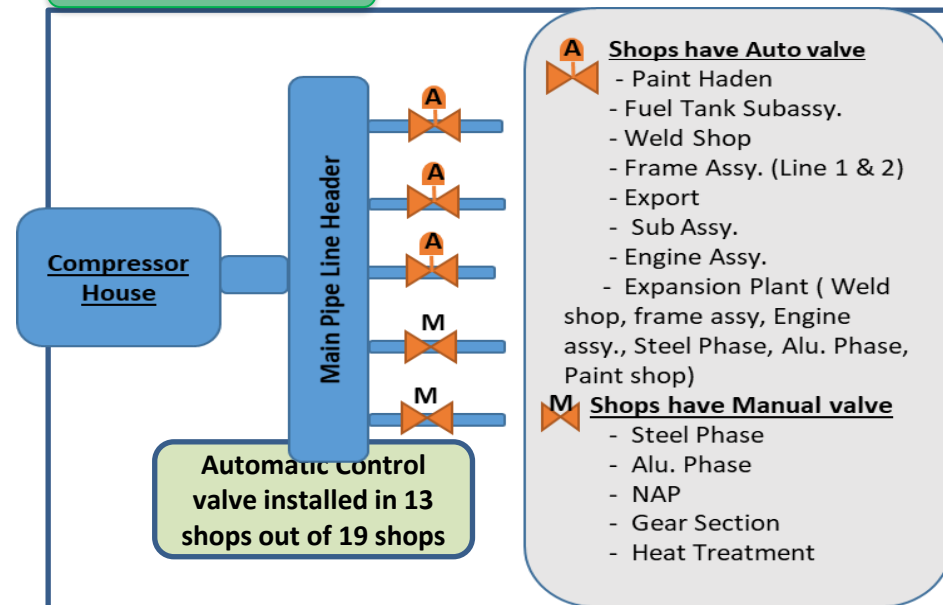 Compressor
House
Main Pipe Line Header
A
A
A
M
M
Automatic Control
valve installed in 13
shops out of 19 shops
A
Shops have Auto valve
- Paint Haden
- Fuel Tank Subassy.
- Weld Shop
- Frame Assy. (Line 1 & 2)
- Export
- Sub Assy.
- Engine Assy.
- Expansion Plant ( Weld
shop, frame assy, Engine
assy., Steel Phase, Alu. Phase,
Paint shop)
M
Shops have Manual valve
- Steel Phase
- Alu. Phase
- NAP
- Gear Section
- Heat Treatment